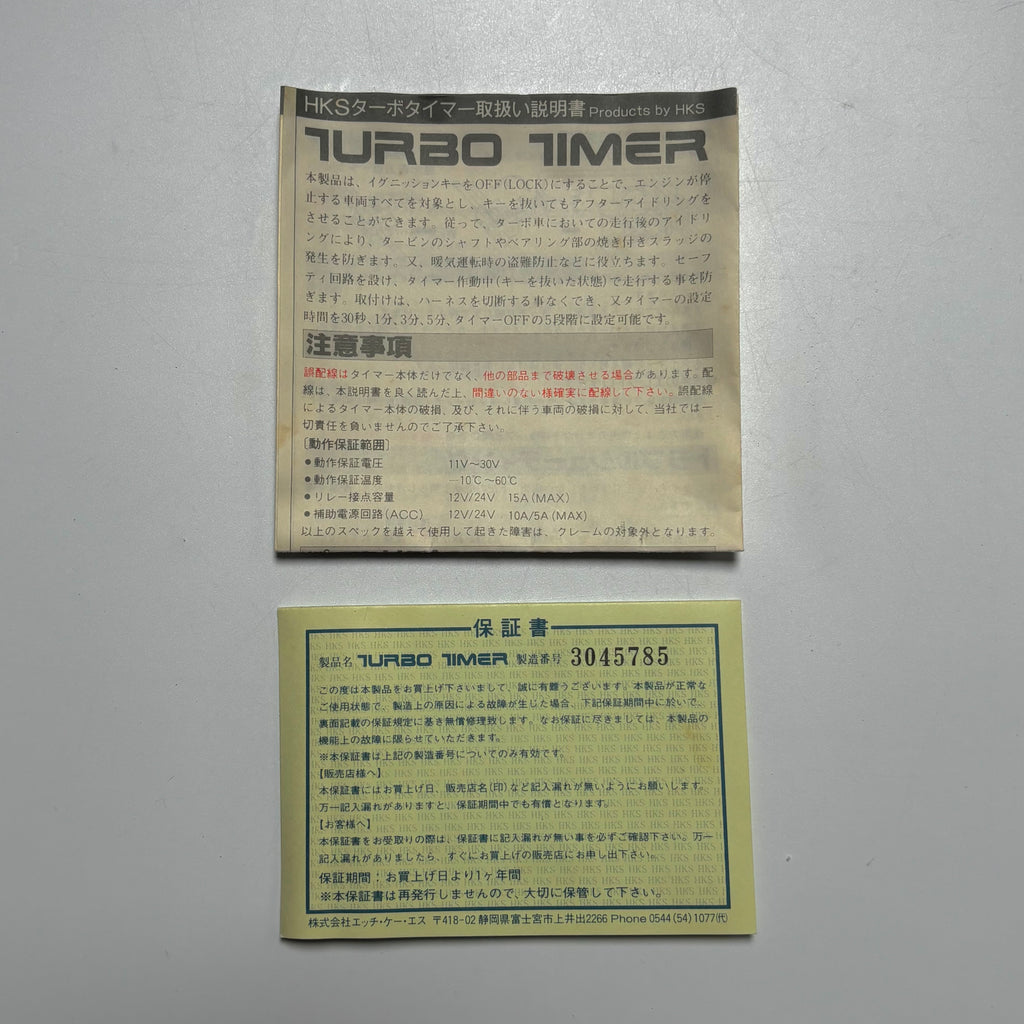 HKSターボタイマー取扱い説明書 Products by HKS
TURBO TIMER
本製品は、イグニッションキーをOFF(LOCK)にすることで、エンジンが停
止する車両すべてを対象とし、キーを抜いてもアフターアイドリングを
させることができます。従って、ターボ車においての走行後のアイドリ
ングにより、タービンのシャフトやベアリング部の焼き付きスラッジの
発生を防ぎます。又、暖気運転時の盗難防止などに役立ちます。セーフ
ティ回路を設け、タイマー作動中(キーを抜いた状態)で走行する事を防
ぎます。取付けは、ハーネスを切断する事なくでき、又タイマーの設定
時間を30秒、1分、3分、5分、タイマーOFFの5段階に設定可能です。
注意事項
誤配線はタイマー本体だけでなく、他の部品まで破壊させる場合があります。配
線は、本説明書を良く読んだ上、間違いのない様確実に配線して下さい。誤配線
によるタイマー本体の破損、及び、それに伴う車両の破損に対して、当社では一
切責任を負いませんのでご了承下さい。
〔動作保証範囲〕
●動作保証電圧 11V〜30V
●動作保証温度 −10℃〜60℃
●リレー接点容量 12V/24V 15A(MAX)
●補助電源回路(ACC) 12V/24V 10A/5A(MAX)
以上のスペックを越えて使用して起きた障害は、クレームの対象外となります。
保証書
製品名 TURBO TIMER 製造番号 3045785
この度は本製品をお買上げ下さいまして、誠に有難うございます。本製品が正常な
ご使用状態で、製造上の原因による故障が生じた場合、下記保証期間中に於いて、
裏面記載の保証規定に基き無償修理致します。なお保証に尽きましては、本製品の
機能上の故障に限らせていただきます。
※本保証書は上記の製造番号についてのみ有効です。
【販売店様へ】
本保証書にはお買上げ日、販売店名(印)など記入漏れが無いようにお願いします。
万一記入漏れがありますと、保証期間中でも有償となります。
【お客様へ】
本保証書をお受取りの際は、保証書に記入漏れが無い事を必ずご確認下さい。万一
記入漏れがありましたら、すぐにお買上げの販売店にお申し出下さい。
保証期間:お買上げ日より1ヶ年間
※本保証書は再発行しませんので、大切に保管して下さい。
株式会社エッチ・ケー・エス 〒418-02 静岡県富士宮市上井出2266 Phone 0544(54)1077(代)